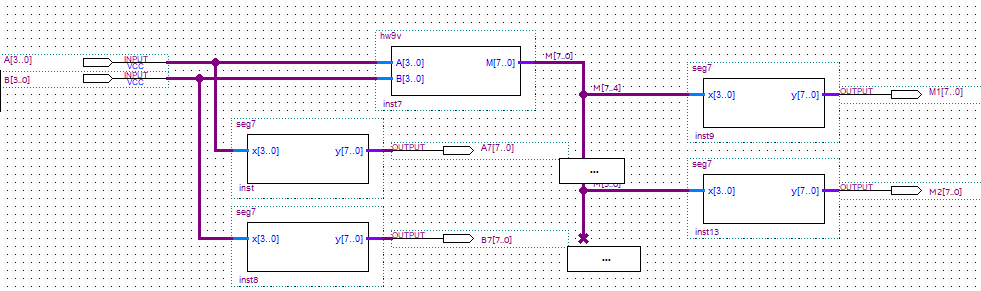 hw9v
A[3..0]
INPUT
VCC
B[3..0]
INPUT
VCC
A[3..0]
B[3..0]
M[7..0]
inst7
M[7..0]
seg7
M[7..4]
x[3..0]
y[7..0]
OUTPUT
M1[7..0]
inst9
seg7
x[3..0]
y[7..0]
OUTPUT
A7[7..0]
inst
...
seg7
x[3..0]
y[7..0]
OUTPUT
M2[7..0]
inst13
seg7
x[3..0]
y[7..0]
OUTPUT
B7[7..0]
inst8
...